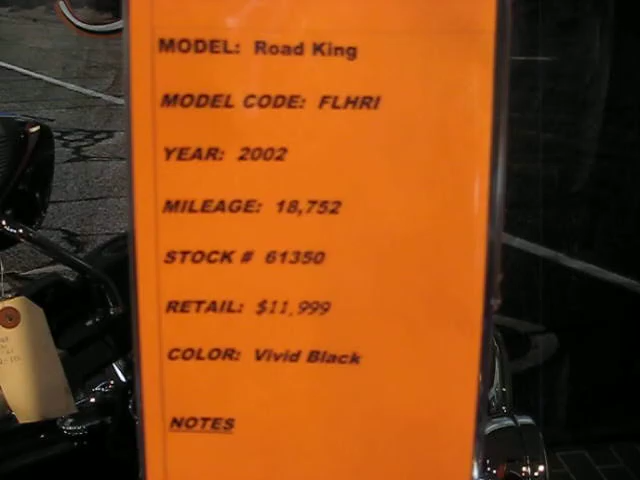 MODEL: Road King
MODEL CODE: FLHRI
YEAR: 2002
MILEAGE: 18,752
STOCK # 61350
RETAIL: $11,999
COLOR: Vivid Black
NOTES